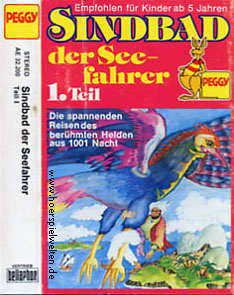 PEGGY
STEREO
AE 32.200
Teil 1
Sindbad der Seefahrer
VERTRIEB
bellaphon
Empfohlen für Kinder ab 5 Jahren
SINDBAD
der See-
fahrer
1. Teil
PEGGY
Die spannenden
Reisen des
berühmten Helden
aus 1001 Nacht
www.hoerspielwelten.de